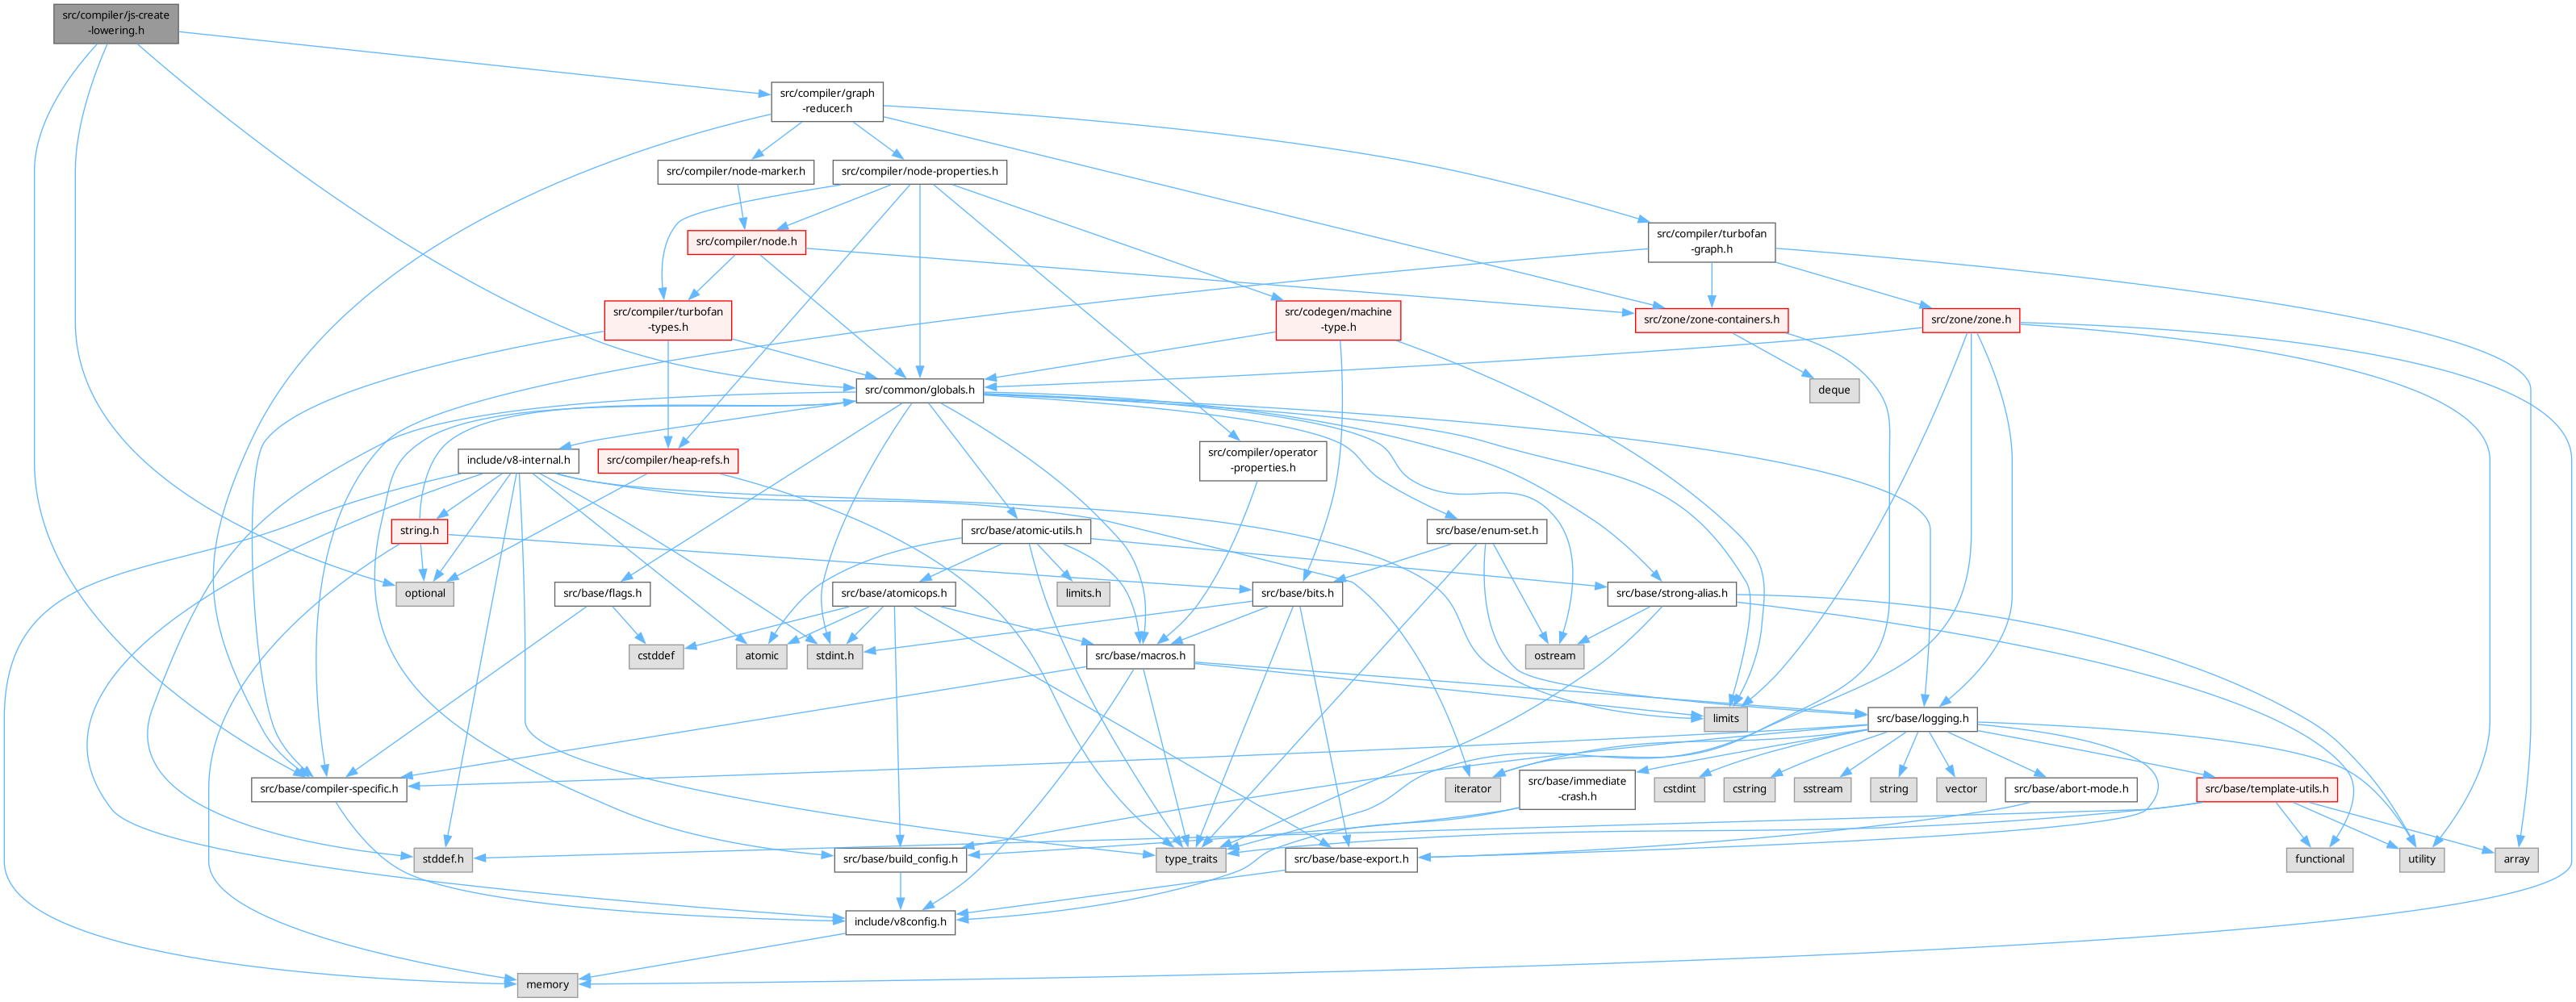 src/compiler/js-create
-lowering.h
src/compiler/graph
-reducer.h
src/compiler/node-marker.h
src/compiler/node-properties.h
src/compiler/node.h
src/compiler/turbofan
-graph.h
src/compiler/turbofan
-types.h
src/codegen/machine
-type.h
src/zone/zone-containers.h
src/zone/zone.h
src/common/globals.h
deque
include/v8-internal.h
src/compiler/heap-refs.h
src/compiler/operator
-properties.h
string.h
src/base/atomic-utils.h
src/base/enum-set.h
optional
src/base/flags.h
src/base/atomicops.h
limits.h
src/base/bits.h
src/base/strong-alias.h
cstddef
atomic
stdint.h
src/base/macros.h
ostream
limits
src/base/logging.h
src/base/compiler-specific.h
iterator
src/base/immediate
-crash.h
cstdint
cstring
sstream
string
vector
src/base/abort-mode.h
src/base/template-utils.h
stddef.h
src/base/build_config.h
type_traits
src/base/base-export.h
functional
utility
array
include/v8config.h
memory